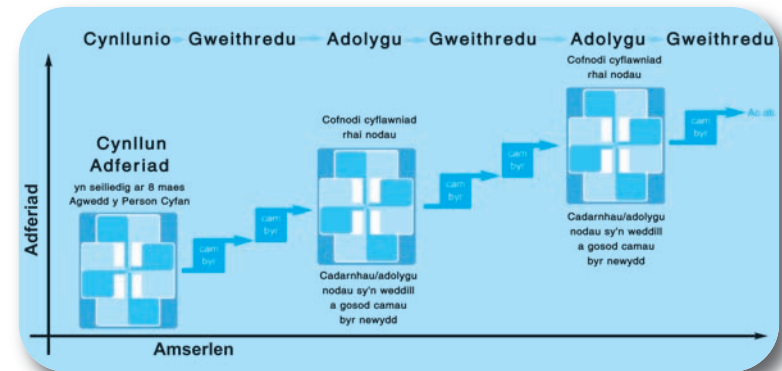 Cynllunio Gweithredu Adolygu Gweithredu Adolygu Gweithredu
Cofnodi cyflawniad
rhai nodau
Cofnodi cyflawniad
rhai nodau
Cynllun
Adferiad
yn seiliedig ar 8 maes
Agwedd y Person Cyfan
cam
byr
cam
byr
Cadarnhau/adolygu
nodau sy'n weddill
a gosod camau
byr newydd
cam
byr
cam
byr
Cadarnhau/adolygu
nodau sy'n weddill
a gosod camau
byr newydd
cam
byr
Ac ati
Adferiad
Amserlen